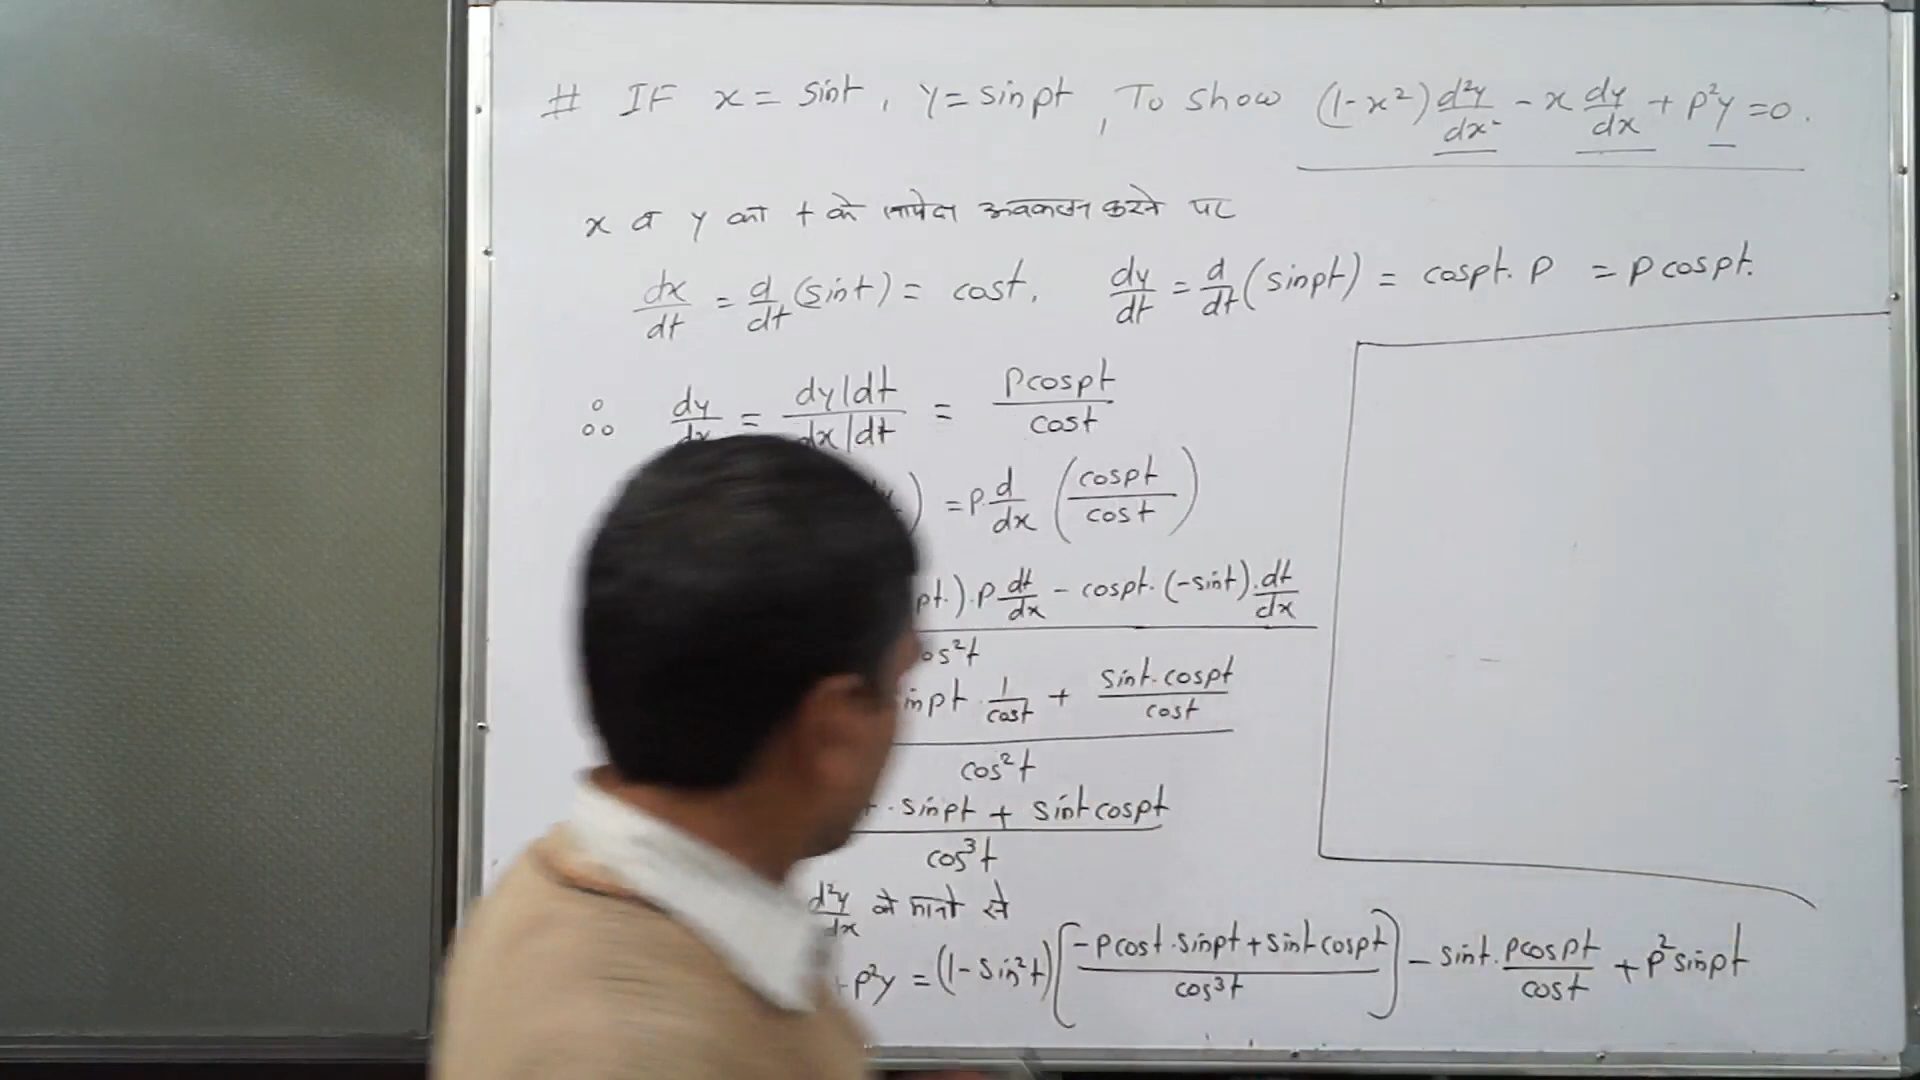 # IF x = sint, y = sinpt, To show (1-x²) d²y/dx² - x dy/dx + p²y = 0.
x व y का t के सापेक्ष अवकलन करने पर
dx/dt = d/dt (sint) = cost, dy/dt = d/dt (sinpt) = cospt. p = p cospt.
∴ dy/dx = dy/dt / dx/dt = pcospt / cost
) = p d/dx (cospt / cost)
pt.).p dt/dx - cospt.(-sint).dt/dx
os²t
inpt . 1/cost + sint.cospt / cost
cos²t
. sinpt + sint cospt
cos³t
d²y/dx के मानो से
+ p²y = (1-sin²t) [-pcost.sinpt + sint cospt / cos³t] - sint. pcospt / cost + p² sinpt